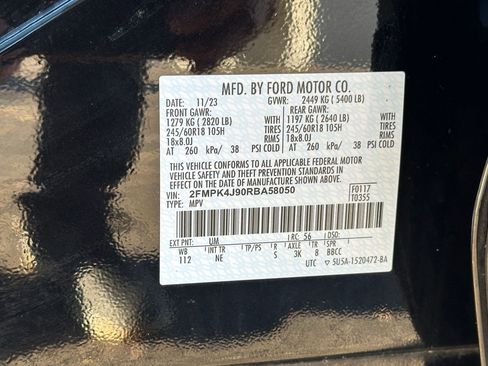 MFD. BY FORD MOTOR CO.
DATE: 11/23 GVWR: 2449 KG ( 5400 LB)
FRONT GAWR: REAR GAWR:
1279 KG ( 2820 LB) WITH 1197 KG ( 2640 LB) WITH
245/60R18 105H TIRES 245/60R18 105H TIRES
18x8.0J RIMS 18x8.0J RIMS
AT 260 kPa/ 38 PSI COLD AT 260 kPa/ 38 PSI COLD
THIS VEHICLE CONFORMS TO ALL APPLICABLE FEDERAL MOTOR
VEHICLE SAFETY AND THEFT PREVENTION STANDARDS IN
EFFECT ON THE DATE OF MANUFACTURE SHOWN ABOVE.
VIN: 2FMPK4J90RBA58050 F0117
TYPE: MPV T0355
EXT PNT: UM RC: 56 DSO:
WB INT TR TP/PS R AXLE TR SPR
112 NE S 3K 8 BBCC
UTC 5U5A-1520472-BA